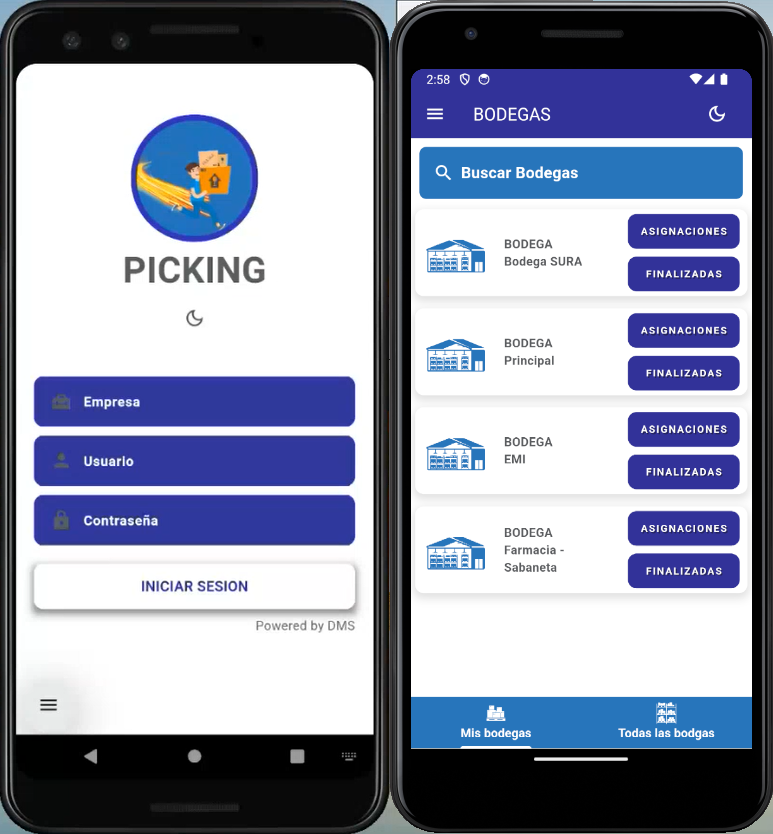 PICKING
Empresa
Usuario
Contraseña
INICIAR SESION
Powered by DMS
2:58
BODEGAS
Buscar Bodegas
BODEGA
Bodega SURA
ASIGNACIONES
FINALIZADAS
BODEGA
Principal
ASIGNACIONES
FINALIZADAS
BODEGA
EMI
ASIGNACIONES
FINALIZADAS
BODEGA
Farmacia -
Sabaneta
ASIGNACIONES
FINALIZADAS
Mis bodegas
Todas las bodgas